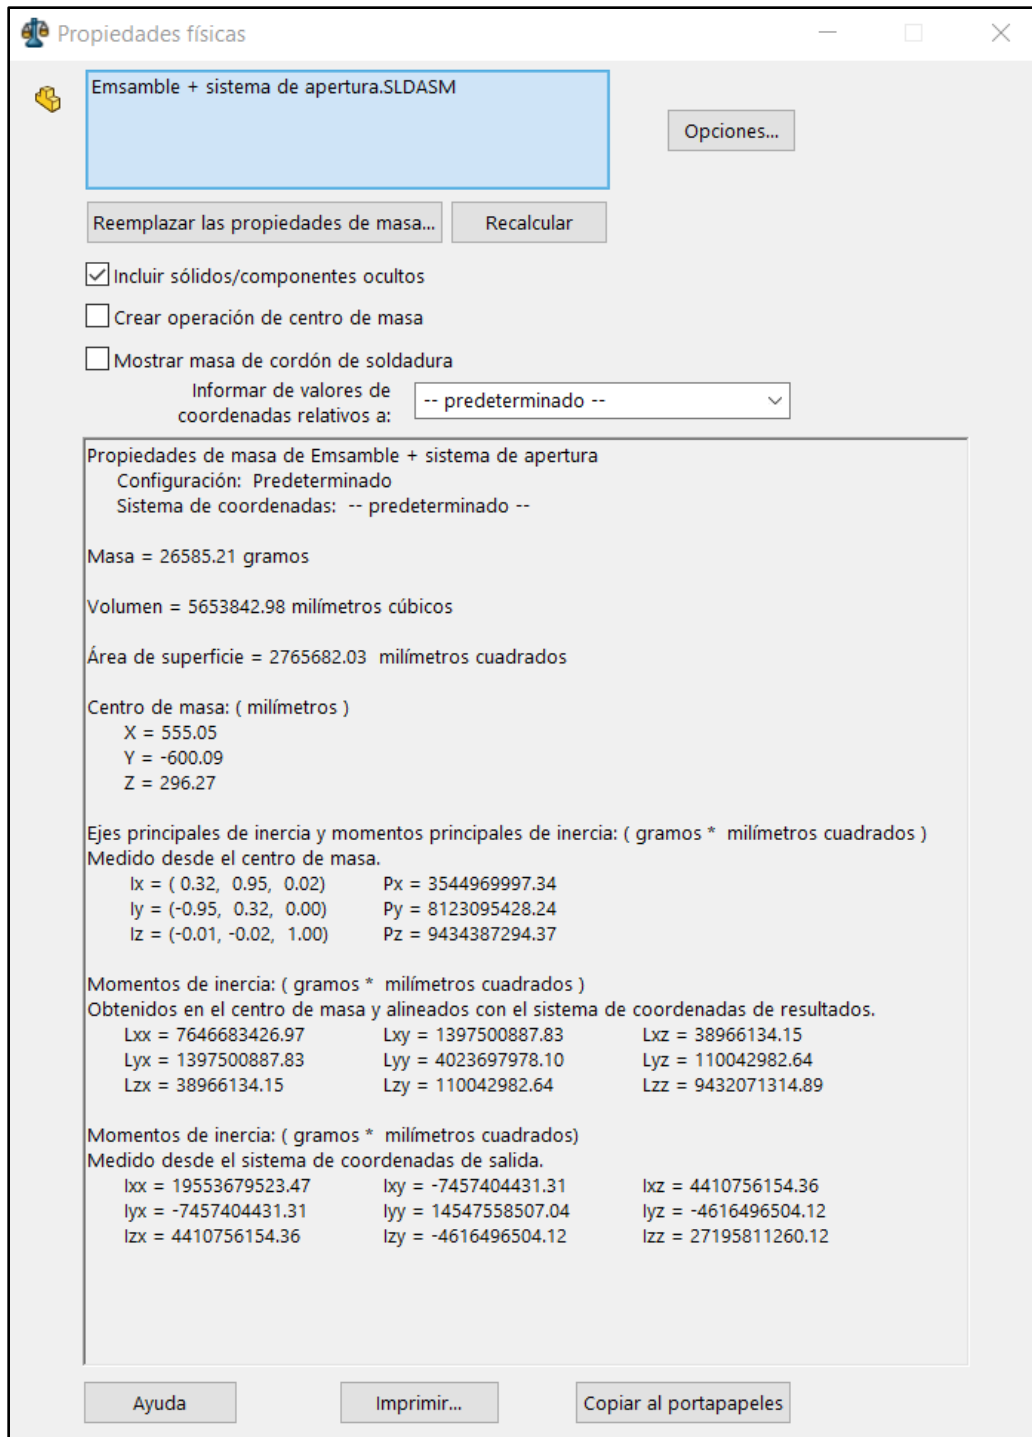 Propiedades físicas
Emsamble + sistema de apertura.SLDASM
Opciones...
Reemplazar las propiedades de masa...
Recalcular
Incluir sólidos/componentes ocultos
Crear operación de centro de masa
Mostrar masa de cordón de soldadura
Informar de valores de
coordenadas relativos a:
-- predeterminado --
Propiedades de masa de Emsamble + sistema de apertura
Configuración: Predeterminado
Sistema de coordenadas: -- predeterminado --
Masa = 26585.21 gramos
Volumen = 5653842.98 milímetros cúbicos
Área de superficie = 2765682.03 milímetros cuadrados
Centro de masa: ( milímetros )
X = 555.05
Y = -600.09
Z = 296.27
Ejes principales de inercia y momentos principales de inercia: ( gramos * milímetros cuadrados )
Medido desde el centro de masa.
Ix = ( 0.32, 0.95, 0.02) Px = 3544969997.34
Iy = (-0.95, 0.32, 0.00) Py = 8123095428.24
Iz = (-0.01, -0.02, 1.00) Pz = 9434387294.37
Momentos de inercia: ( gramos * milímetros cuadrados )
Obtenidos en el centro de masa y alineados con el sistema de coordenadas de resultados.
Lxx = 7646683426.97 Lxy = 1397500887.83 Lxz = 38966134.15
Lyx = 1397500887.83 Lyy = 4023697978.10 Lyz = 110042982.64
Lzx = 38966134.15 Lzy = 110042982.64 Lzz = 9432071314.89
Momentos de inercia: ( gramos * milímetros cuadrados)
Medido desde el sistema de coordenadas de salida.
Ixx = 19553679523.47 Ixy = -7457404431.31 Ixz = 4410756154.36
Iyx = -7457404431.31 Iyy = 14547558507.04 Iyz = -4616496504.12
Izx = 4410756154.36 Izy = -4616496504.12 Izz = 27195811260.12
Ayuda
Imprimir...
Copiar al portapapeles